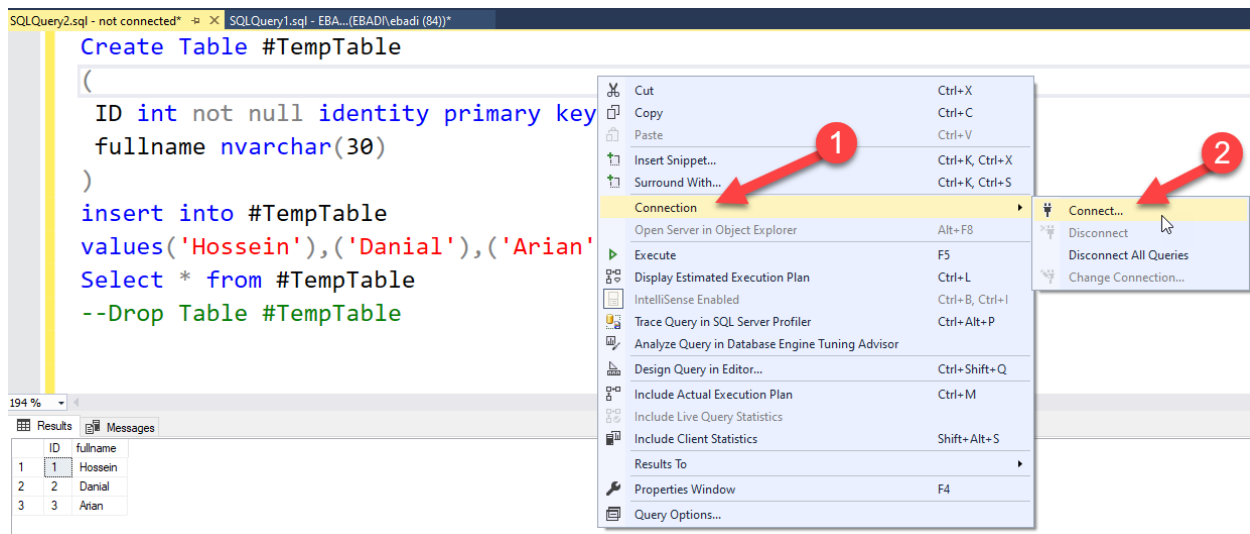 SQLQuery2.sql - not connected* SQLQuery1.sql - EBA...(EBADI\ebadi (84))*
Create Table #TempTable
(
ID int not null identity primary key
fullname nvarchar(30)
)
insert into #TempTable
values('Hossein'),('Danial'),('Arian'
Select * from #TempTable
--Drop Table #TempTable
194 %
Results Messages
ID fullname
1 1 Hossein
2 2 Danial
3 3 Arian
Cut Ctrl+X
Copy Ctrl+C
Paste Ctrl+V
Insert Snippet... Ctrl+K, Ctrl+X
Surround With... Ctrl+K, Ctrl+S
Connection
Open Server in Object Explorer Alt+F8
Execute F5
Display Estimated Execution Plan Ctrl+L
IntelliSense Enabled Ctrl+B, Ctrl+I
Trace Query in SQL Server Profiler Ctrl+Alt+P
Analyze Query in Database Engine Tuning Advisor
Design Query in Editor... Ctrl+Shift+Q
Include Actual Execution Plan Ctrl+M
Include Live Query Statistics
Include Client Statistics Shift+Alt+S
Results To
Properties Window F4
Query Options...
1
2
Connect...
Disconnect
Disconnect All Queries
Change Connection...